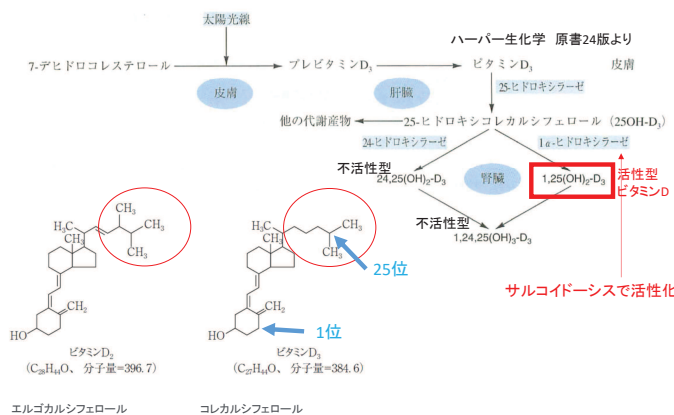 太陽光線
ハーパー生化学 原書24版より
7-デヒドロコレステロール
プレビタミンD₃
ビタミンD₃
皮膚
皮膚
肝臓
25-ヒドロキシラーゼ
他の代謝産物
25-ヒドロキシコレカルシフェロール（25OH-D₃）
24-ヒドロキシラーゼ
1α-ヒドロキシラーゼ
不活性型
24,25(OH)₂-D₃
腎臓
1,25(OH)₂-D₃
活性型
ビタミンD
不活性型
1,24,25(OH)₃-D₃
サルコイドーシスで活性化
CH₃
H₃C
CH₃
CH₃
CH₃
CH₃
CH₂
HO
ビタミンD₂
（C₂₈H₄₄O、 分子量=396.7）
H₃C
CH₃
CH₃
CH₃
25位
CH₂
HO
1位
ビタミンD₃
（C₂₇H₄₄O、 分子量=384.6）
エルゴカルシフェロール
コレカルシフェロール